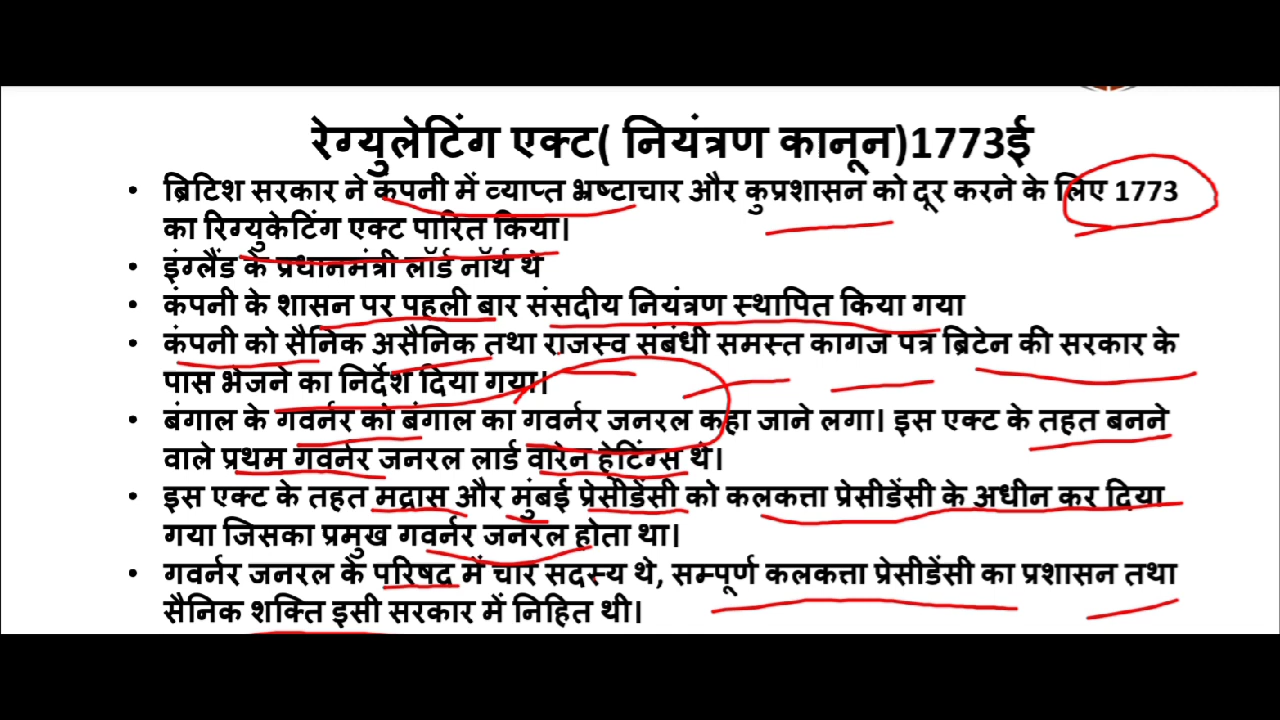 रेग्युलेटिंग एक्ट( नियंत्रण कानून)1773ई
• ब्रिटिश सरकार ने कंपनी में व्याप्त भ्रष्टाचार और कुप्रशासन को दूर करने के लिए 1773
का रिग्युकेटिंग एक्ट पारित किया।
• इंग्लैंड के प्रधानमंत्री लॉर्ड नॉर्थ थे
• कंपनी के शासन पर पहली बार संसदीय नियंत्रण स्थापित किया गया
• कंपनी को सैनिक असैनिक तथा राजस्व संबंधी समस्त कागज पत्र ब्रिटेन की सरकार के
पास भेजने का निर्देश दिया गया।
• बंगाल के गवर्नर को बंगाल का गवर्नर जनरल कहा जाने लगा। इस एक्ट के तहत बनने
वाले प्रथम गवर्नर जनरल लार्ड वारेन हेटिंग्स थे।
• इस एक्ट के तहत मद्रास और मुंबई प्रेसीडेंसी को कलकत्ता प्रेसीडेंसी के अधीन कर दिया
गया जिसका प्रमुख गवर्नर जनरल होता था।
• गवर्नर जनरल के परिषद में चार सदस्य थे, सम्पूर्ण कलकत्ता प्रेसीडेंसी का प्रशासन तथा
सैनिक शक्ति इसी सरकार में निहित थी।